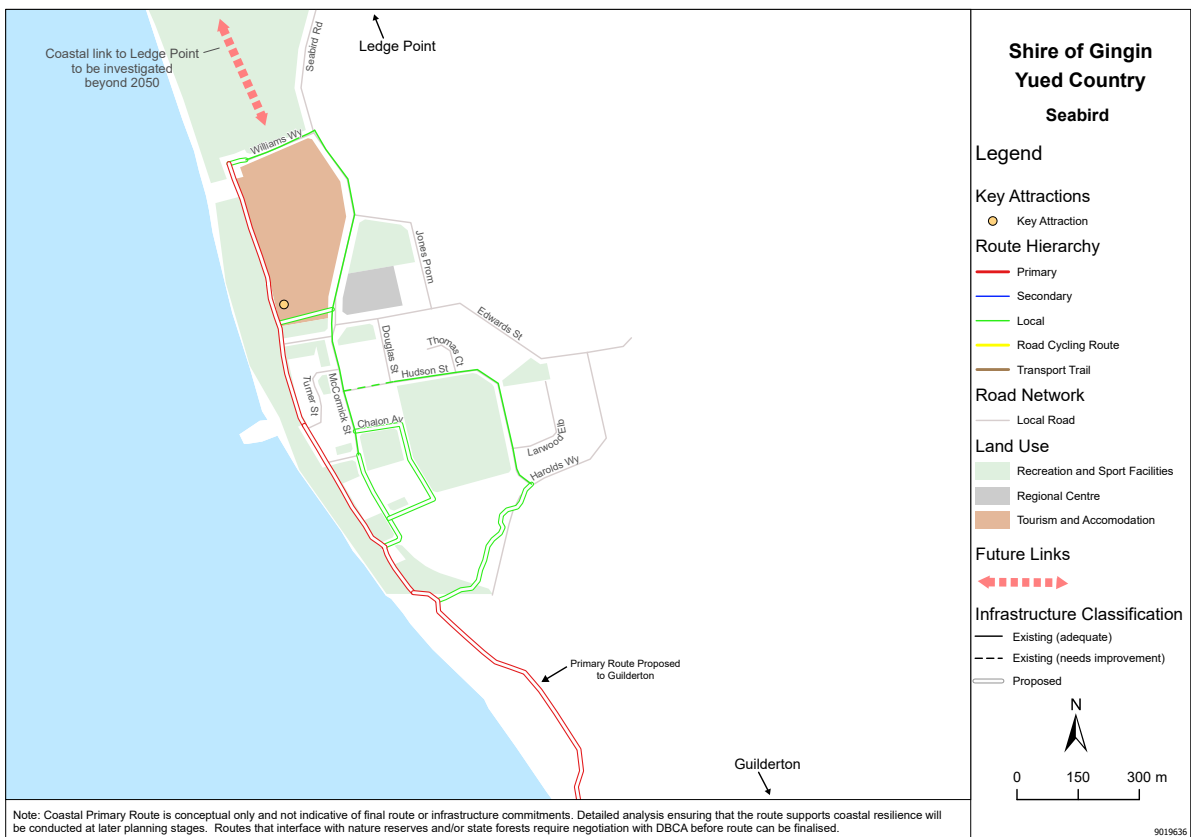 Coastal link to Ledge Point
to be investigated
beyond 2050
Seabird Rd
Ledge Point
Williams Wy
Jones Prom
Edwards St
Douglas St
Thomas Ct
Hudson St
Turner St
McCormick St
Chalon Av
Larwood Elb
Harolds Wy
Primary Route Proposed
to Guilderton
Guilderton
Shire of Gingin
Yued Country
Seabird
Legend
Key Attractions
Key Attraction
Route Hierarchy
Primary
Secondary
Local
Road Cycling Route
Transport Trail
Road Network
Local Road
Land Use
Recreation and Sport Facilities
Regional Centre
Tourism and Accomodation
Future Links
Infrastructure Classification
Existing (adequate)
Existing (needs improvement)
Proposed
N
0 150 300 m
Note: Coastal Primary Route is conceptual only and not indicative of final route or infrastructure commitments. Detailed analysis ensuring that the route supports coastal resilience will
be conducted at later planning stages. Routes that interface with nature reserves and/or state forests require negotiation with DBCA before route can be finalised.
9019636